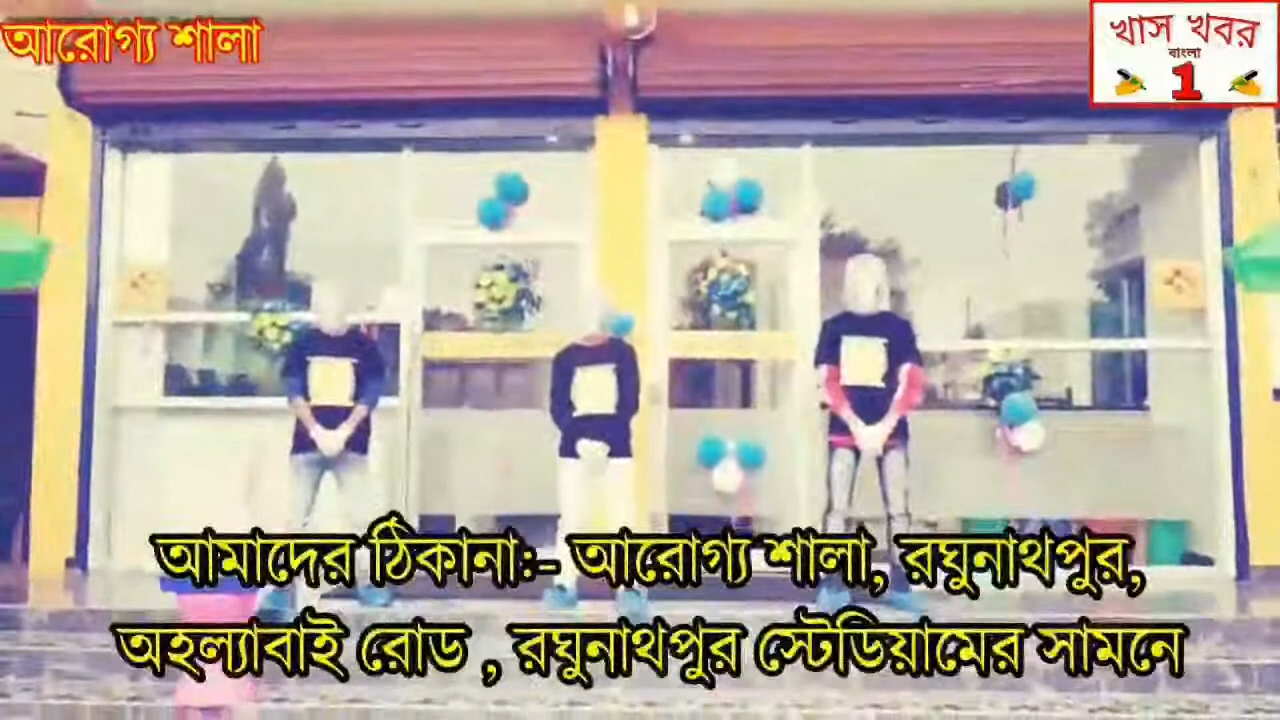 আরোগ্য শালা
খাস খবর
বাংলা
1
আমাদের ঠিকানা:- আরোগ্য শালা, রঘুনাথপুর,
অহল্যাবাই রোড , রঘুনাথপুর স্টেডিয়ামের সামনে